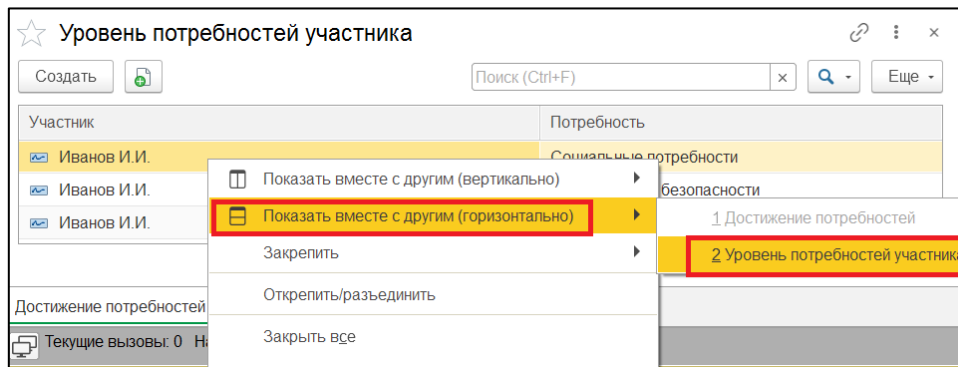 Уровень потребностей участника
Создать
Поиск (Ctrl+F)
Еще
Участник Потребность
Иванов И.И. Социальные потребности
Иванов И.И. безопасности
Иванов И.И.
Показать вместе с другим (вертикально)
Показать вместе с другим (горизонтально)
1 Достижение потребностей
Закрепить
2 Уровень потребностей участника
Открепить/разъединить
Достижение потребностей
Закрыть все
Текущие вызовы: 0